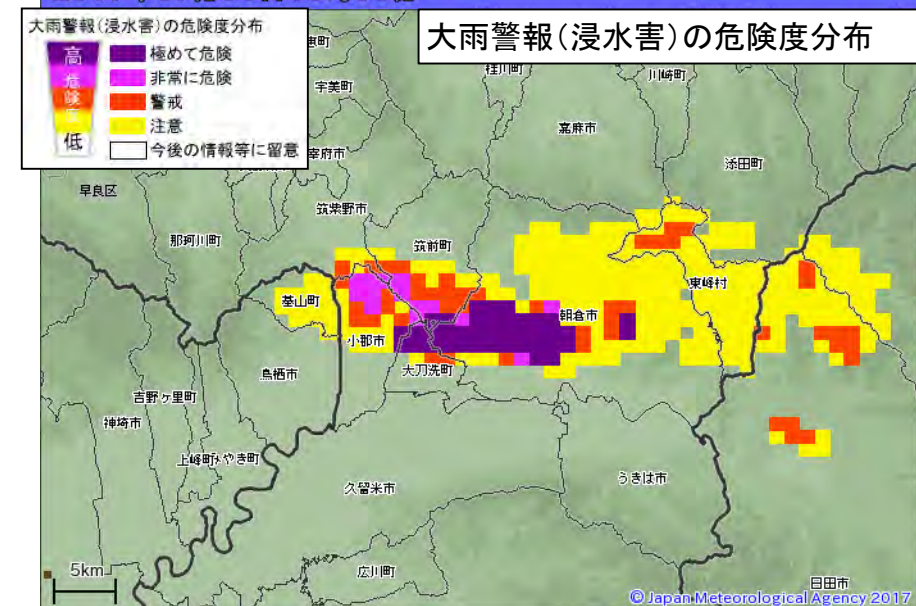 大雨警報(浸水害)の危険度分布
大雨警報(浸水害)の危険度分布
高
危
険
度
低
極めて危険
非常に危険
警戒
注意
今後の情報等に留意
宇美町
桂川町
川崎町
嘉麻市
添田町
早良区
筑紫野市
那珂川町
筑前町
東峰村
基山町
朝倉市
小郡市
大刀洗町
鳥栖市
吉野ヶ里町
神埼市
上峰町
みやき町
久留米市
うきは市
広川町
日田市
5km
© Japan Meteorological Agency 2017